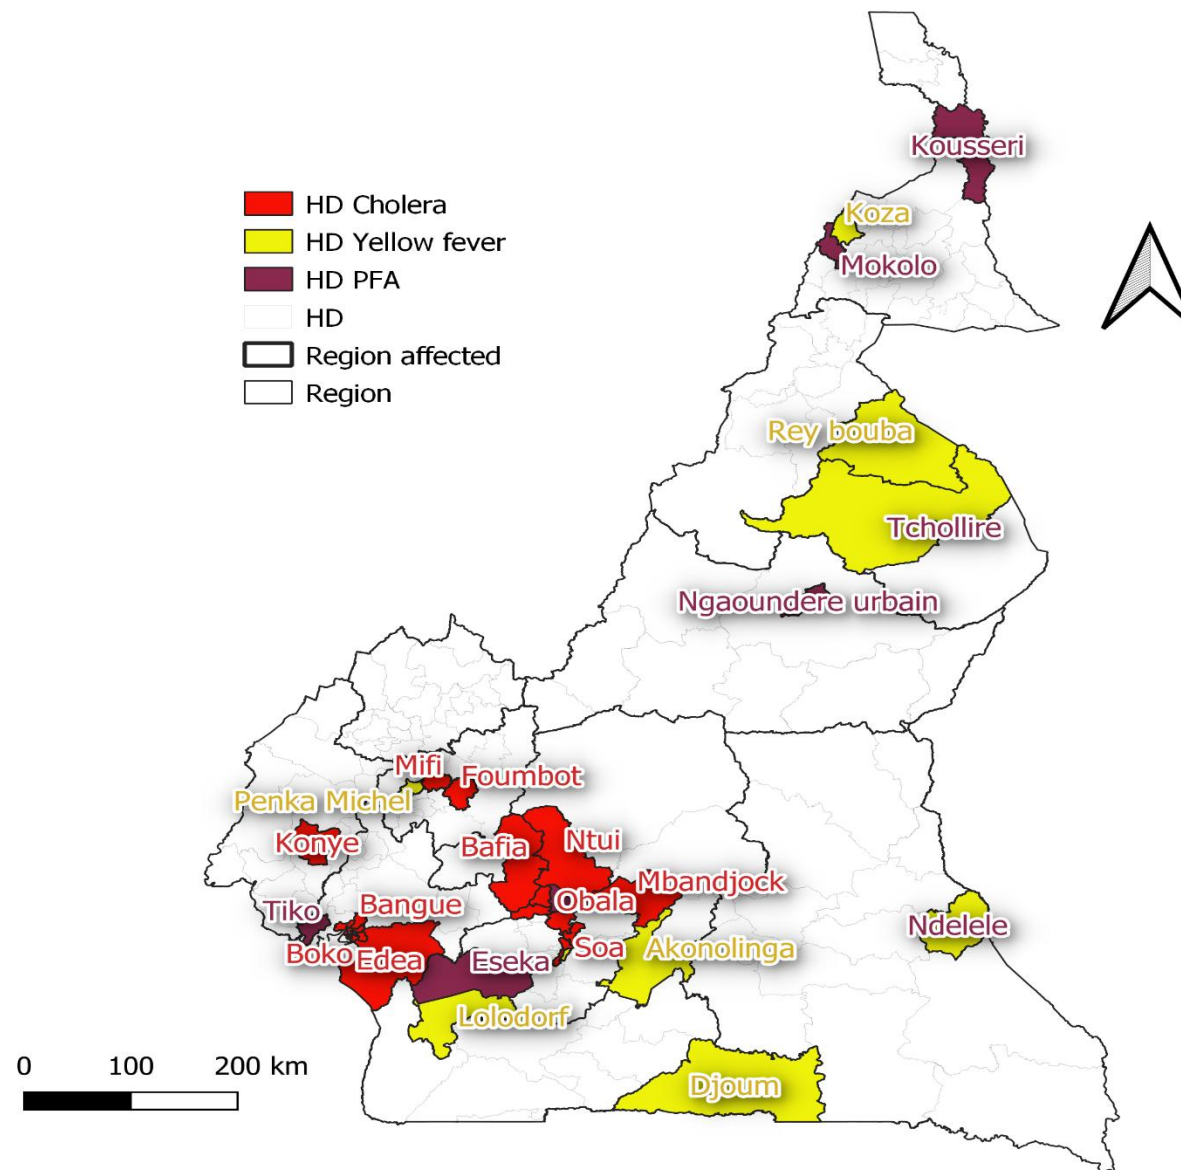 Kousseri
HD Cholera
Koza
HD Yellow fever
Mokolo
HD PFA
HD
Region affected
Region
Rey bouba
Tchollire
Ngaoundere urbain
Mifi
Foumbot
Penka Michel
Konye
Bafia
Ntui
Mbandjock
Obala
Tiko
Bangue
Ndelele
Boko
Edea
Eseka
Soa
Akonolinga
Lolodorf
0 100 200 km
Djoum